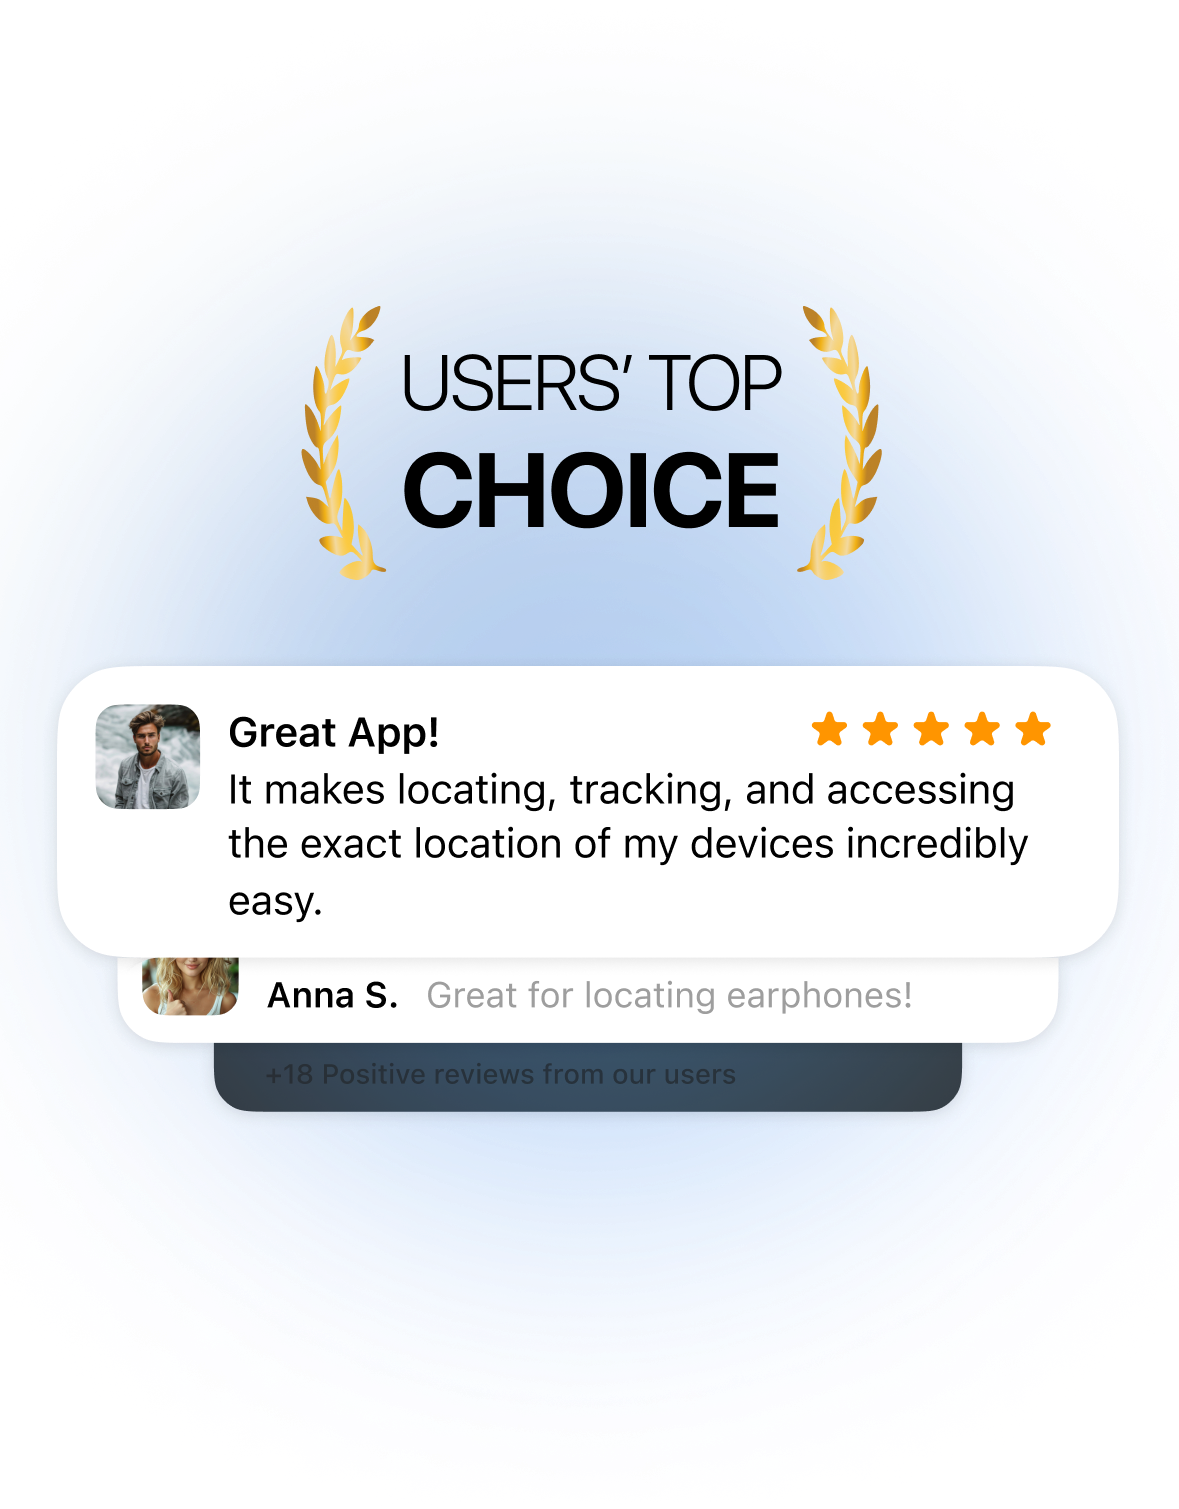 USERS’ TOP
CHOICE
Great App!
It makes locating, tracking, and accessing
the exact location of my devices incredibly
easy.
Anna S. Great for locating earphones!
+18 Positive reviews from our users